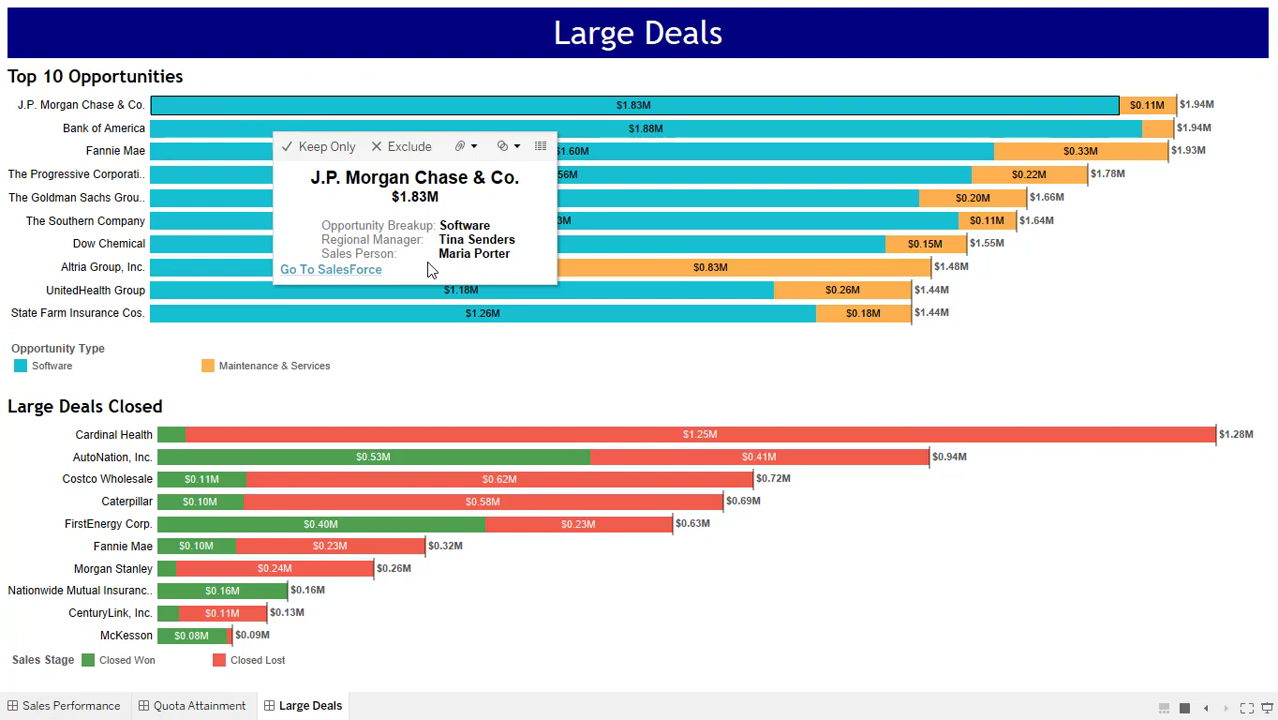 Large Deals
Top 10 Opportunities
J.P. Morgan Chase & Co. $1.83M $0.11M $1.94M
Bank of America $1.88M $1.94M
Keep Only Exclude
Fannie Mae $1.60M $0.33M $1.93M
The Progressive Corporati.. 56M $0.22M $1.78M
J.P. Morgan Chase & Co.
$1.83M
The Goldman Sachs Grou.. $0.20M $1.66M
The Southern Company 3M $0.11M $1.64M
Opportunity Breakup: Software
Regional Manager: Tina Senders
Sales Person: Maria Porter
Go To SalesForce
Dow Chemical $0.15M $1.55M
Altria Group, Inc. $0.83M $1.48M
UnitedHealth Group $1.18M $0.26M $1.44M
State Farm Insurance Cos. $1.26M $0.18M $1.44M
Opportunity Type
Software Maintenance & Services
Large Deals Closed
Cardinal Health $1.25M $1.28M
AutoNation, Inc. $0.53M $0.41M $0.94M
Costco Wholesale $0.11M $0.62M $0.72M
Caterpillar $0.10M $0.58M $0.69M
FirstEnergy Corp. $0.40M $0.23M $0.63M
Fannie Mae $0.10M $0.23M $0.32M
Morgan Stanley $0.24M $0.26M
Nationwide Mutual Insuranc.. $0.16M $0.16M
CenturyLink, Inc. $0.11M $0.13M
McKesson $0.08M $0.09M
Sales Stage Closed Won Closed Lost
Sales Performance Quota Attainment Large Deals